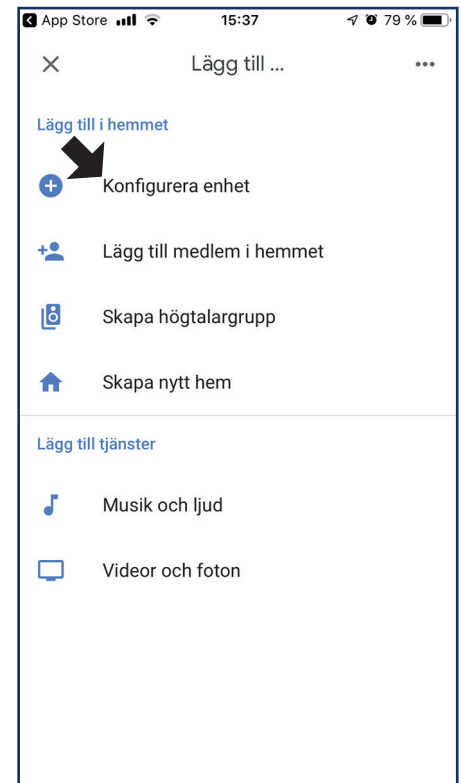 App Store 15:37 79 %
Lägg till ...
Lägg till i hemmet
Konfigurera enhet
Lägg till medlem i hemmet
Skapa högtalargrupp
Skapa nytt hem
Lägg till tjänster
Musik och ljud
Videor och foton